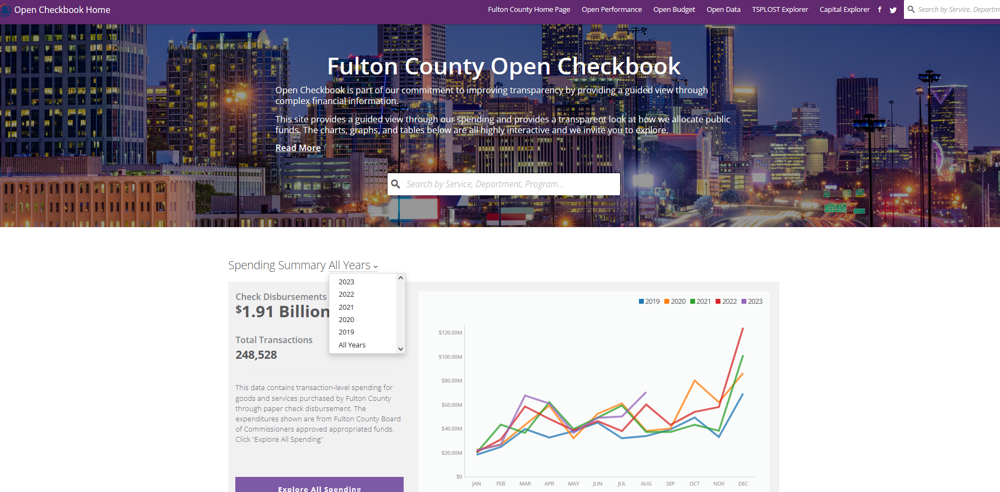 Open Checkbook Home
Fulton County Home Page
Open Performance
Open Budget
Open Data
TSPLOST Explorer
Capital Explorer
Search by Service, Departm
Fulton County Open Checkbook
Open Checkbook is part of our commitment to improving transparency by providing a guided view through
complex financial information.
This site provides a guided view through our spending and provides a transparent look at how we allocate public
funds. The charts, graphs, and tables below are all highly interactive and we invite you to explore.
Read More
Search by Service, Department, Program...
Spending Summary All Years
2023
2022
2021
2020
2019
All Years
Check Disbursements
$1.91 Billion
Total Transactions
248,528
This data contains transaction-level spending for
goods and services purchased by Fulton County
through paper check disbursement. The
expenditures shown are from Fulton County Board
of Commissioners approved appropriated funds.
Click "Explore All Spending"
Explore All Spending
2019 2020 2021 2022 2023
$120.00M
$100.00M
$80.00M
$60.00M
$40.00M
$20.00M
$0
JAN FEB MAR APR MAY JUN JUL AUG SEP OCT NOV DEC